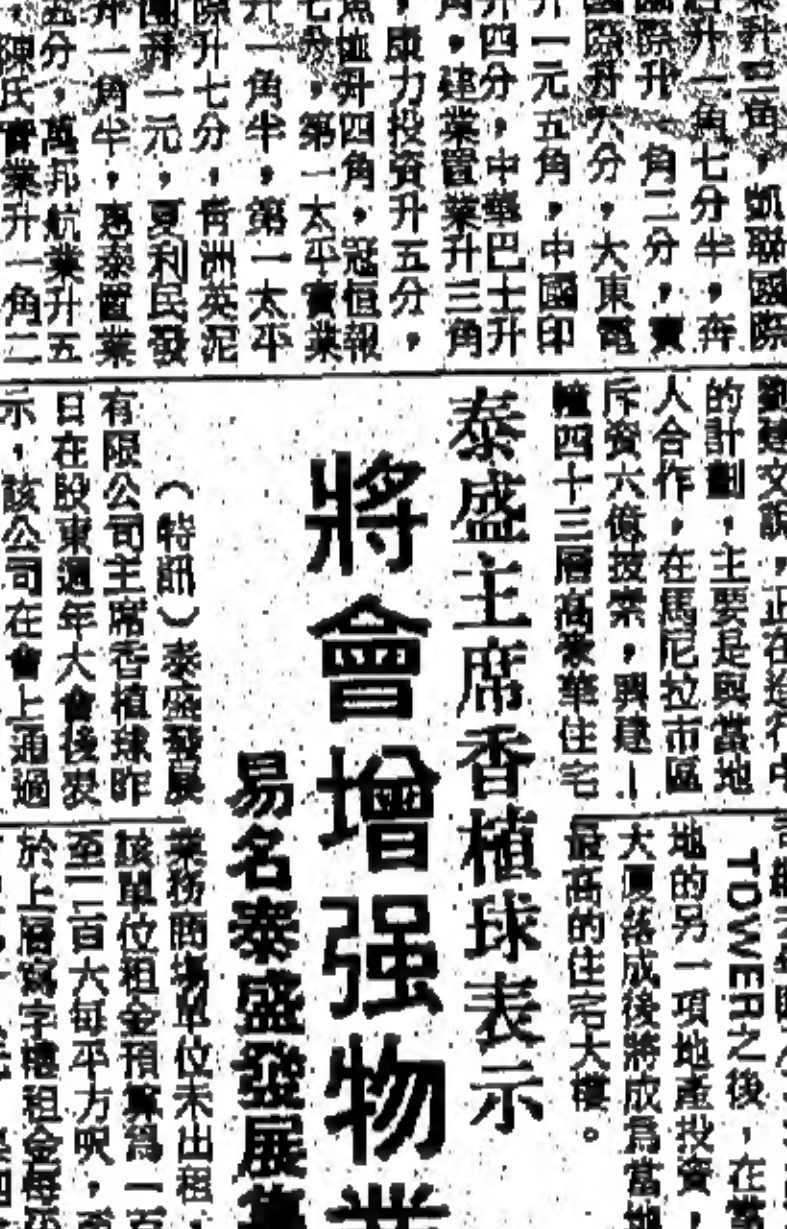 升三角，凱聯國際
升一角七分半，奔
國際升一角二分，
國際升六分，大東電
升一元五角，中國印
升四分，中華巴士升
角，建業置業升三角
，康力投資升五分，
升四角，冠恒報
七分，第一太平實業
升一角半，第一太平
際升七分，青洲英泥
升一元，夏利民發
升一角半，惠泰置業
五分，萬邦航業升五
，陳氏實業升一角二
文說，正在進行中
的計劃，主要是與當地
人合作，在馬尼拉市區
斥資六億披索，興建一
幢四十三層高豪華住宅
TOWER之後，在
地的另一項地產投資，
大廈落成後將成爲當地
最高的住宅大樓。
泰盛主席香植球表示
將會增强物業
易名泰盛發展集
（特訊）泰盛發展
有限公司主席香植球昨
日在股東週年大會後表
示，該公司在會上通過
業務商場單位未出租，
該單位租金預算爲一百
至二百六每平方呎，
於上層寫字樓租金每平